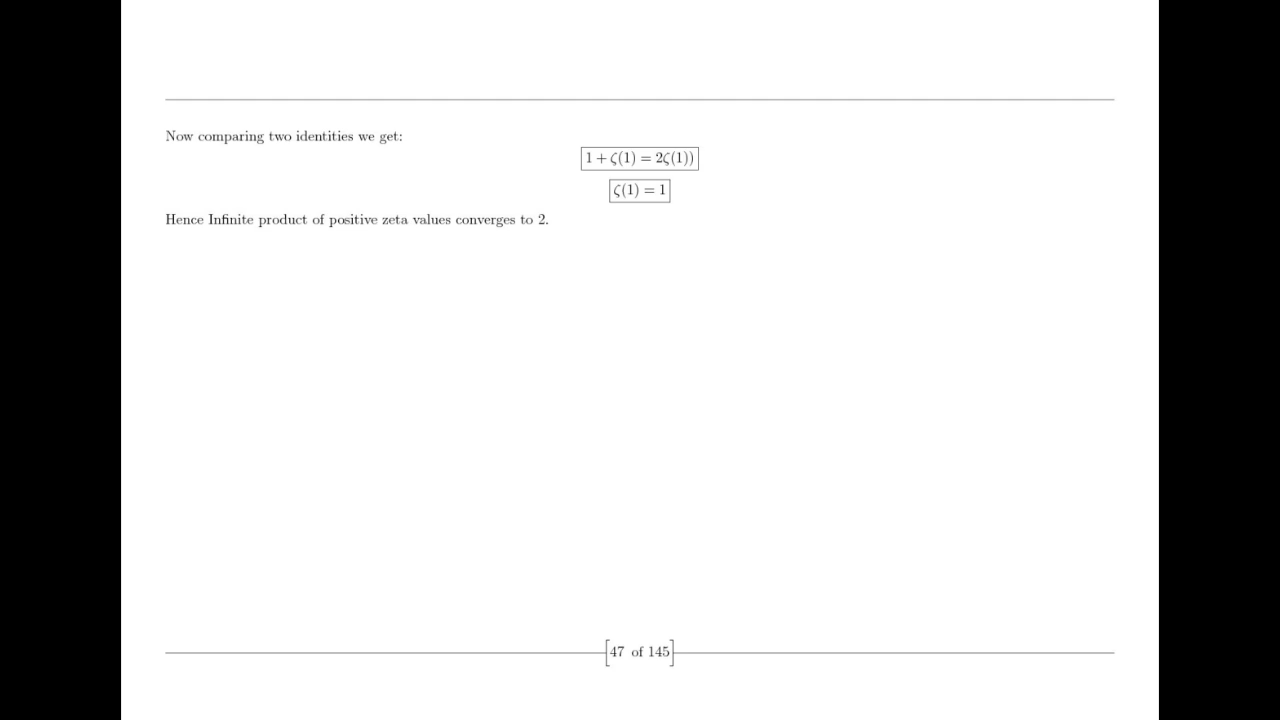 Now comparing two identities we get:
1 + ζ(1) = 2ζ(1))
ζ(1) = 1
Hence Infinite product of positive zeta values converges to 2.
[47 of 145]